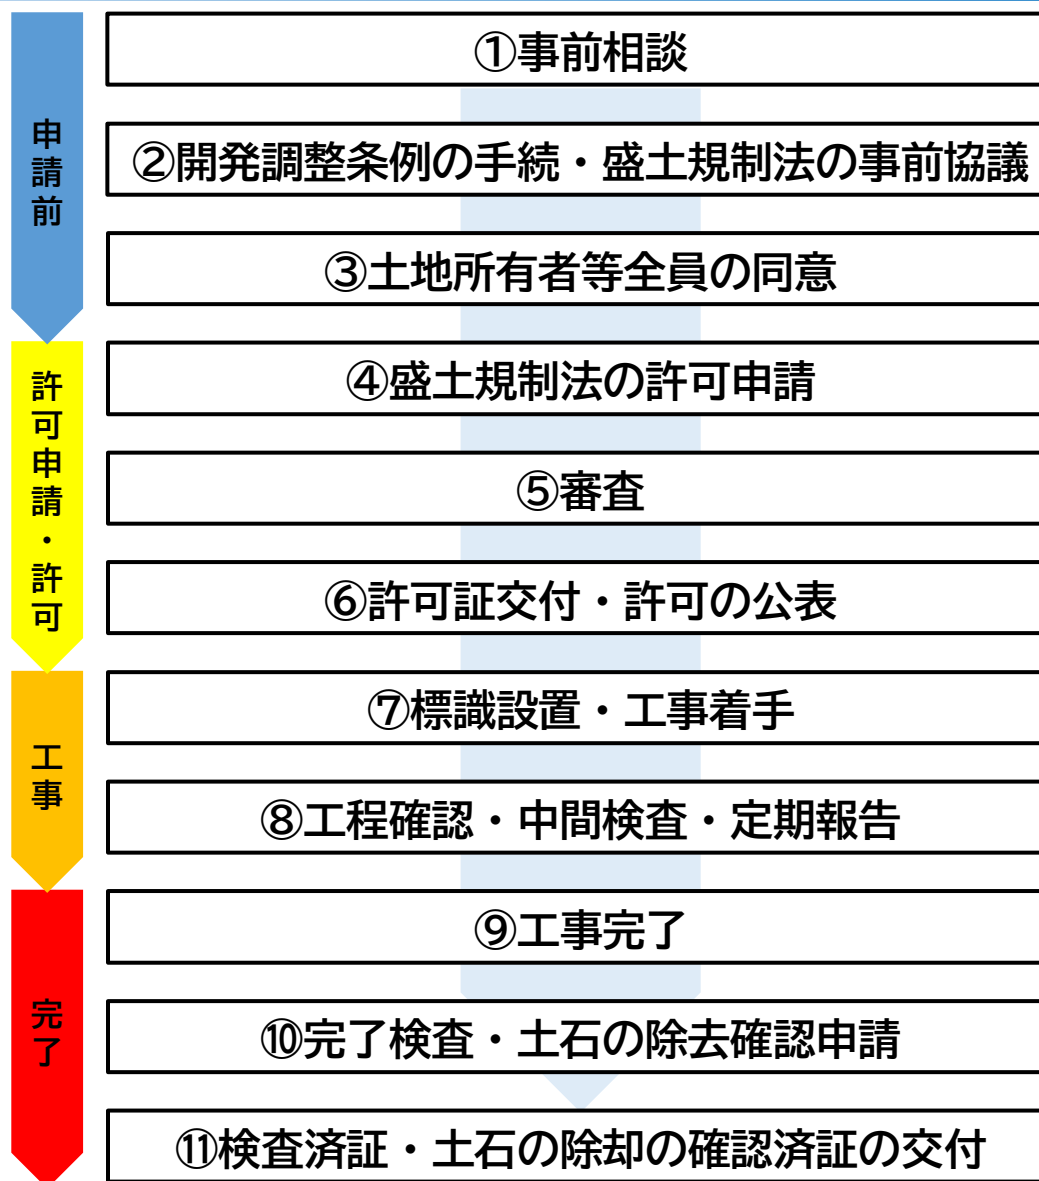 申請前
①事前相談
②開発調整条例の手続・盛土規制法の事前協議
③土地所有者等全員の同意
許可申請・許可
④盛土規制法の許可申請
⑤審査
⑥許可証交付・許可の公表
工事
⑦標識設置・工事着手
⑧工程確認・中間検査・定期報告
完了
⑨工事完了
⑩完了検査・土石の除去確認申請
⑪検査済証・土石の除却の確認済証の交付